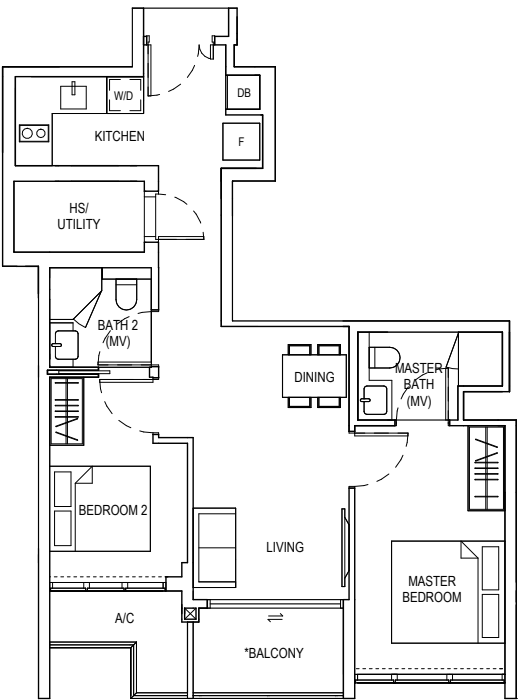 W/D
DB
KITCHEN
F
HS/
UTILITY
BATH 2
(MV)
DINING
MASTER
BATH
(MV)
BEDROOM 2
LIVING
MASTER
BEDROOM
A/C
*BALCONY